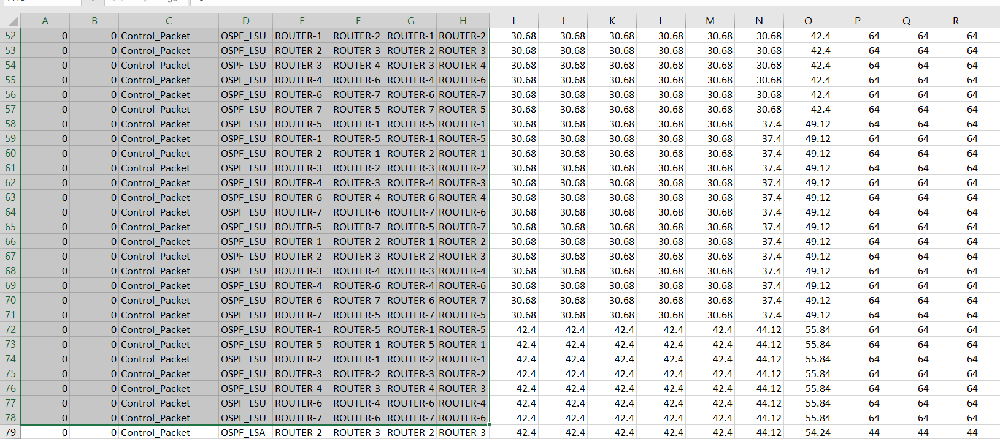 A B C D E F G H I J K L M N O P Q R
52 0 0 Control_Packet OSPF_LSU ROUTER-1 ROUTER-2 ROUTER-1 ROUTER-2 30.68 30.68 30.68 30.68 30.68 30.68 42.4 64 64 64
53 0 0 Control_Packet OSPF_LSU ROUTER-2 ROUTER-3 ROUTER-2 ROUTER-3 30.68 30.68 30.68 30.68 30.68 30.68 42.4 64 64 64
54 0 0 Control_Packet OSPF_LSU ROUTER-3 ROUTER-4 ROUTER-3 ROUTER-4 30.68 30.68 30.68 30.68 30.68 30.68 42.4 64 64 64
55 0 0 Control_Packet OSPF_LSU ROUTER-4 ROUTER-6 ROUTER-4 ROUTER-6 30.68 30.68 30.68 30.68 30.68 30.68 42.4 64 64 64
56 0 0 Control_Packet OSPF_LSU ROUTER-6 ROUTER-7 ROUTER-6 ROUTER-7 30.68 30.68 30.68 30.68 30.68 30.68 42.4 64 64 64
57 0 0 Control_Packet OSPF_LSU ROUTER-7 ROUTER-5 ROUTER-7 ROUTER-5 30.68 30.68 30.68 30.68 30.68 30.68 42.4 64 64 64
58 0 0 Control_Packet OSPF_LSU ROUTER-5 ROUTER-1 ROUTER-5 ROUTER-1 30.68 30.68 30.68 30.68 30.68 37.4 49.12 64 64 64
59 0 0 Control_Packet OSPF_LSU ROUTER-1 ROUTER-5 ROUTER-1 ROUTER-5 30.68 30.68 30.68 30.68 30.68 37.4 49.12 64 64 64
60 0 0 Control_Packet OSPF_LSU ROUTER-2 ROUTER-1 ROUTER-2 ROUTER-1 30.68 30.68 30.68 30.68 30.68 37.4 49.12 64 64 64
61 0 0 Control_Packet OSPF_LSU ROUTER-3 ROUTER-2 ROUTER-3 ROUTER-2 30.68 30.68 30.68 30.68 30.68 37.4 49.12 64 64 64
62 0 0 Control_Packet OSPF_LSU ROUTER-4 ROUTER-3 ROUTER-4 ROUTER-3 30.68 30.68 30.68 30.68 30.68 37.4 49.12 64 64 64
63 0 0 Control_Packet OSPF_LSU ROUTER-6 ROUTER-4 ROUTER-6 ROUTER-4 30.68 30.68 30.68 30.68 30.68 37.4 49.12 64 64 64
64 0 0 Control_Packet OSPF_LSU ROUTER-7 ROUTER-6 ROUTER-7 ROUTER-6 30.68 30.68 30.68 30.68 30.68 37.4 49.12 64 64 64
65 0 0 Control_Packet OSPF_LSU ROUTER-5 ROUTER-7 ROUTER-5 ROUTER-7 30.68 30.68 30.68 30.68 30.68 37.4 49.12 64 64 64
66 0 0 Control_Packet OSPF_LSU ROUTER-1 ROUTER-2 ROUTER-1 ROUTER-2 30.68 30.68 30.68 30.68 30.68 37.4 49.12 64 64 64
67 0 0 Control_Packet OSPF_LSU ROUTER-2 ROUTER-3 ROUTER-2 ROUTER-3 30.68 30.68 30.68 30.68 30.68 37.4 49.12 64 64 64
68 0 0 Control_Packet OSPF_LSU ROUTER-3 ROUTER-4 ROUTER-3 ROUTER-4 30.68 30.68 30.68 30.68 30.68 37.4 49.12 64 64 64
69 0 0 Control_Packet OSPF_LSU ROUTER-4 ROUTER-6 ROUTER-4 ROUTER-6 30.68 30.68 30.68 30.68 30.68 37.4 49.12 64 64 64
70 0 0 Control_Packet OSPF_LSU ROUTER-6 ROUTER-7 ROUTER-6 ROUTER-7 30.68 30.68 30.68 30.68 30.68 37.4 49.12 64 64 64
71 0 0 Control_Packet OSPF_LSU ROUTER-7 ROUTER-5 ROUTER-7 ROUTER-5 30.68 30.68 30.68 30.68 30.68 37.4 49.12 64 64 64
72 0 0 Control_Packet OSPF_LSU ROUTER-1 ROUTER-5 ROUTER-1 ROUTER-5 42.4 42.4 42.4 42.4 42.4 44.12 55.84 64 64 64
73 0 0 Control_Packet OSPF_LSU ROUTER-5 ROUTER-1 ROUTER-5 ROUTER-1 42.4 42.4 42.4 42.4 42.4 44.12 55.84 64 64 64
74 0 0 Control_Packet OSPF_LSU ROUTER-2 ROUTER-1 ROUTER-2 ROUTER-1 42.4 42.4 42.4 42.4 42.4 44.12 55.84 64 64 64
75 0 0 Control_Packet OSPF_LSU ROUTER-3 ROUTER-2 ROUTER-3 ROUTER-2 42.4 42.4 42.4 42.4 42.4 44.12 55.84 64 64 64
76 0 0 Control_Packet OSPF_LSU ROUTER-4 ROUTER-3 ROUTER-4 ROUTER-3 42.4 42.4 42.4 42.4 42.4 44.12 55.84 64 64 64
77 0 0 Control_Packet OSPF_LSU ROUTER-6 ROUTER-4 ROUTER-6 ROUTER-4 42.4 42.4 42.4 42.4 42.4 44.12 55.84 64 64 64
78 0 0 Control_Packet OSPF_LSU ROUTER-7 ROUTER-6 ROUTER-7 ROUTER-6 42.4 42.4 42.4 42.4 42.4 44.12 55.84 64 64 64
79 0 0 Control_Packet OSPF_LSA ROUTER-2 ROUTER-3 ROUTER-2 ROUTER-3 42.4 42.4 42.4 42.4 42.4 44.12 54.24 44 44 44